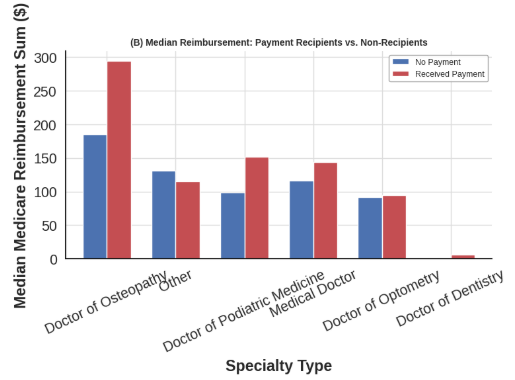 (B) Median Reimbursement: Payment Recipients vs. Non-Recipients
Median Medicare Reimbursement Sum ($)
300
250
200
150
100
50
0
No Payment
Received Payment
Doctor of Osteopathy
Other
Doctor of Podiatric Medicine
Medical Doctor
Doctor of Optometry
Doctor of Dentistry
Specialty Type